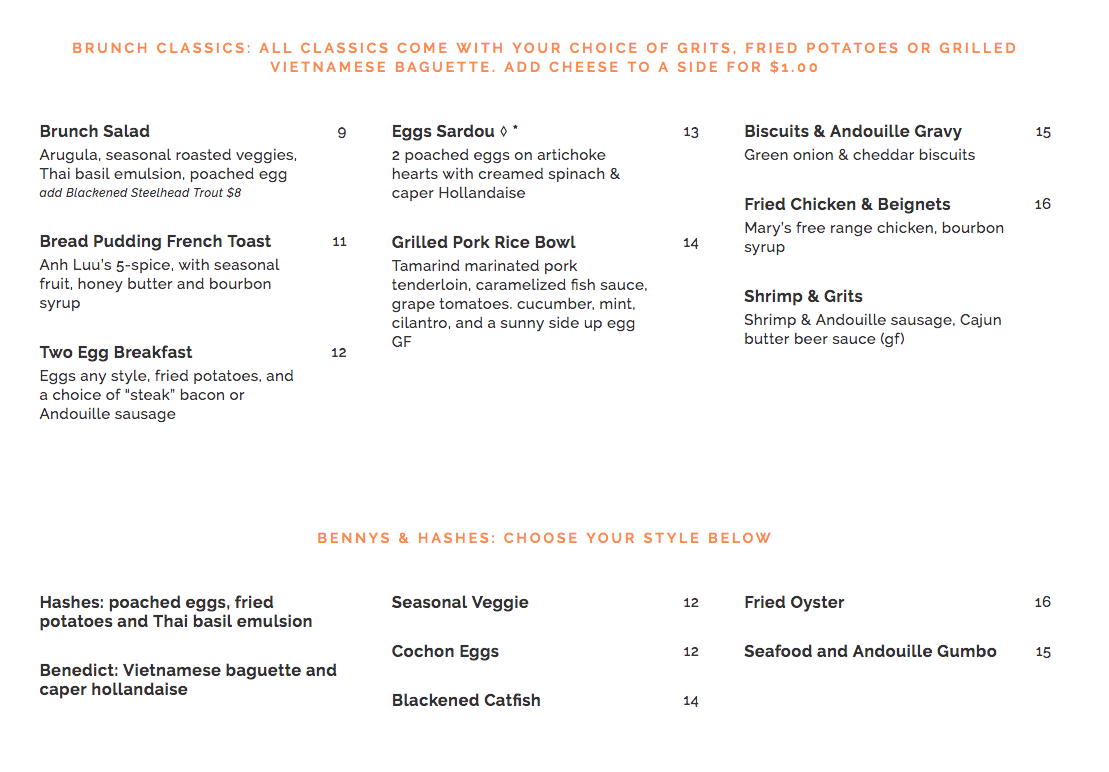 BRUNCH CLASSICS: ALL CLASSICS COME WITH YOUR CHOICE OF GRITS, FRIED POTATOES OR GRILLED
VIETNAMESE BAGUETTE. ADD CHEESE TO A SIDE FOR $1.00
Brunch Salad 9
Arugula, seasonal roasted veggies,
Thai basil emulsion, poached egg
add Blackened Steelhead Trout $8
Bread Pudding French Toast 11
Anh Luu's 5-spice, with seasonal
fruit, honey butter and bourbon
syrup
Two Egg Breakfast 12
Eggs any style, fried potatoes, and
a choice of "steak" bacon or
Andouille sausage
Eggs Sardou ◊ * 13
2 poached eggs on artichoke
hearts with creamed spinach &
caper Hollandaise
Grilled Pork Rice Bowl 14
Tamarind marinated pork
tenderloin, caramelized fish sauce,
grape tomatoes. cucumber, mint,
cilantro, and a sunny side up egg
GF
Biscuits & Andouille Gravy 15
Green onion & cheddar biscuits
Fried Chicken & Beignets 16
Mary's free range chicken, bourbon
syrup
Shrimp & Grits
Shrimp & Andouille sausage, Cajun
butter beer sauce (gf)
BENNYS & HASHES: CHOOSE YOUR STYLE BELOW
Hashes: poached eggs, fried
potatoes and Thai basil emulsion
Benedict: Vietnamese baguette and
caper hollandaise
Seasonal Veggie 12
Cochon Eggs 12
Blackened Catfish 14
Fried Oyster 16
Seafood and Andouille Gumbo 15